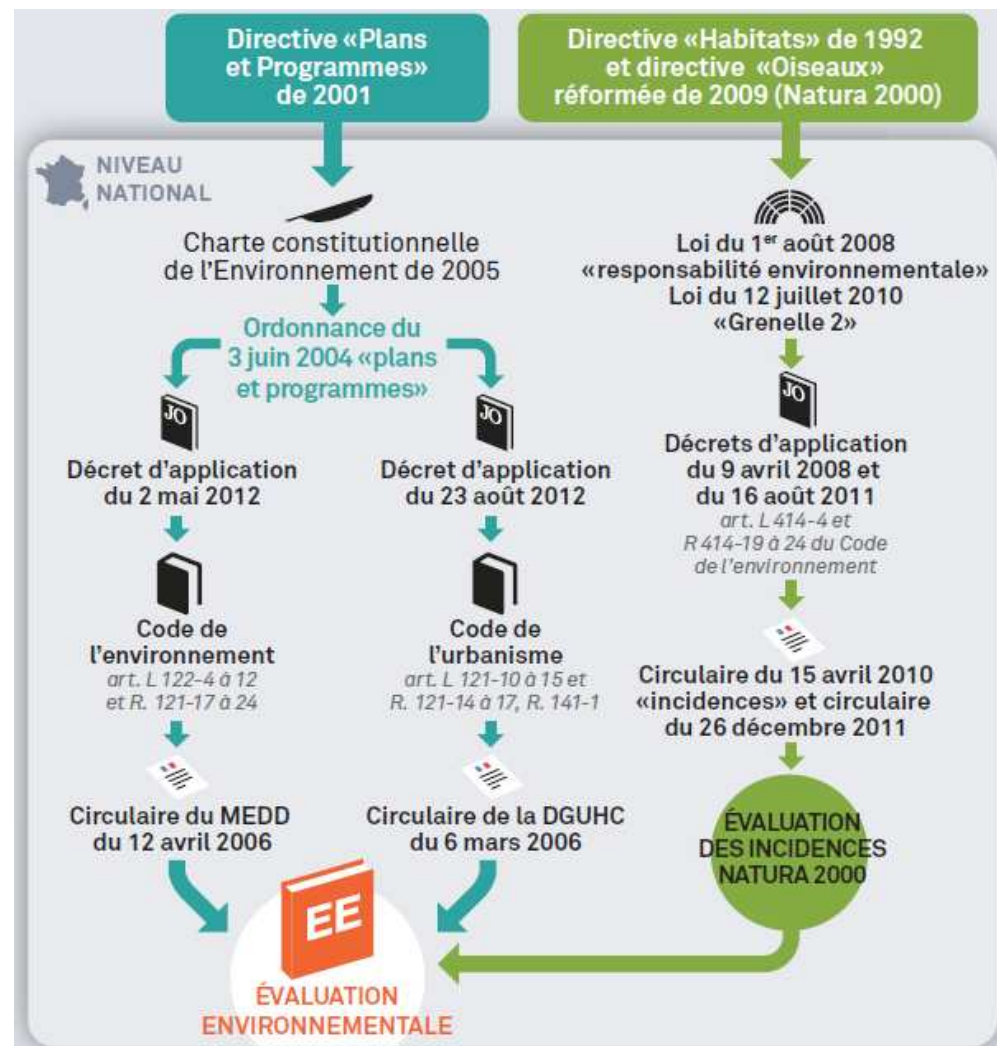 Directive «Plans
et Programmes»
de 2001
Directive «Habitats» de 1992
et directive «Oiseaux»
réformée de 2009 (Natura 2000)
NIVEAU
NATIONAL
Charte constitutionnelle
de l'Environnement de 2005
Ordonnance du
3 juin 2004 «plans
et programmes»
JO
Décret d'application
du 2 mai 2012
Code de
l'environnement
art. L 122-4 à 12
et R. 121-17 à 24
Circulaire du MEDD
du 12 avril 2006
JO
Décret d'application
du 23 août 2012
Code de
l'urbanisme
art. L 121-10 à 15 et
R. 121-14 à 17, R. 141-1
Circulaire de la DGUHC
du 6 mars 2006
Loi du 1er août 2008
«responsabilité environnementale»
Loi du 12 juillet 2010
«Grenelle 2»
JO
Décrets d'application
du 9 avril 2008 et
du 16 août 2011
art. L 414-4 et
R 414-19 à 24 du Code
de l'environnement
Circulaire du 15 avril 2010
«incidences» et circulaire
du 26 décembre 2011
ÉVALUATION
DES INCIDENCES
NATURA 2000
EE
ÉVALUATION
ENVIRONNEMENTALE